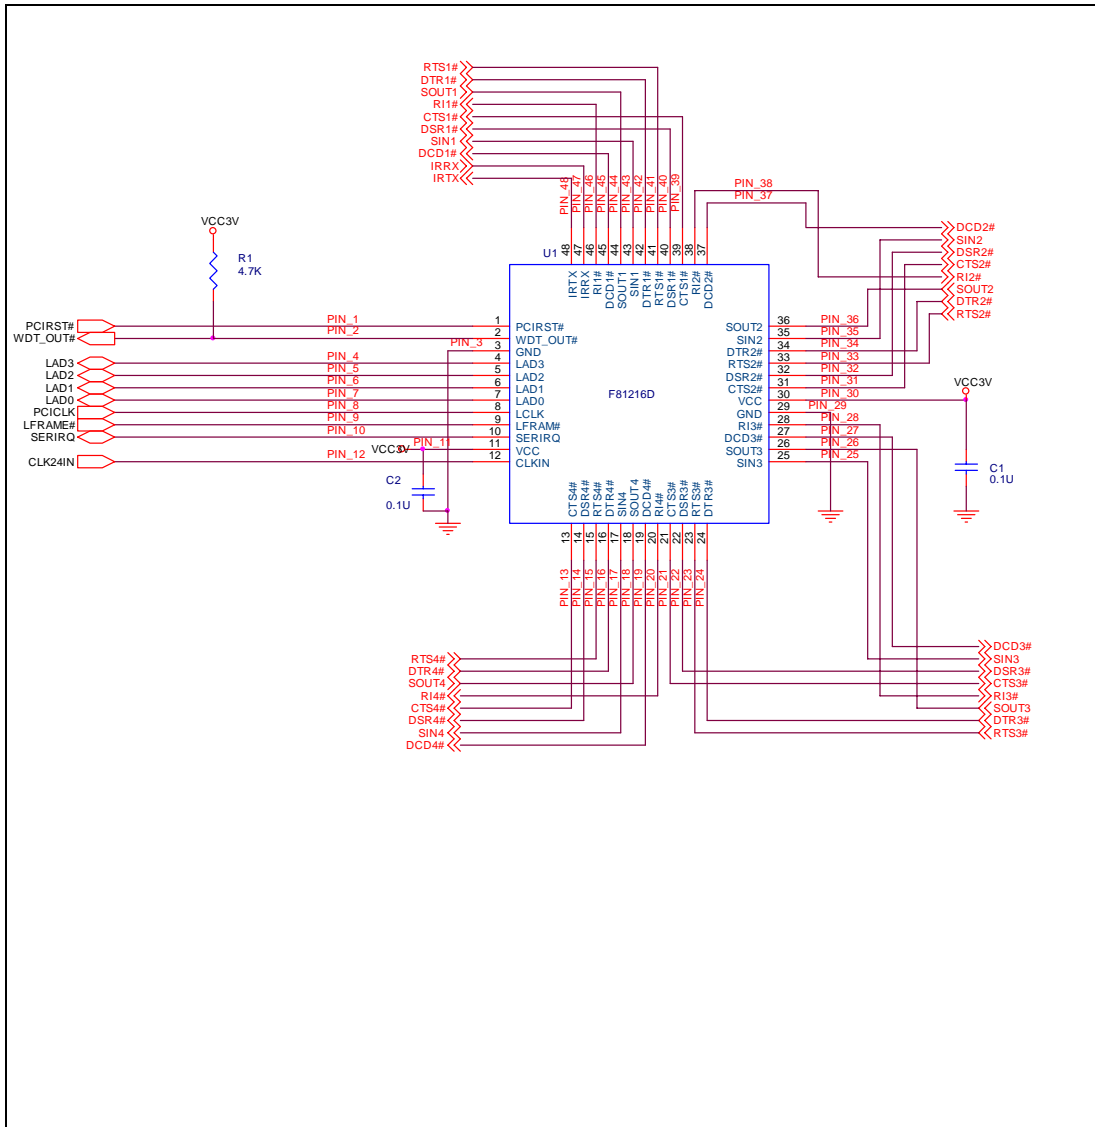 RTS1#
DTR1#
SOUT1
RI1#
CTS1#
DSR1#
SIN1
DCD1#
IRRX
IRTX
PIN_48
PIN_47
PIN_46
PIN_45
PIN_44
PIN_43
PIN_42
PIN_41
PIN_40
PIN_39
PIN_38
PIN_37
DCD2#
SIN2
DSR2#
CTS2#
RI2#
SOUT2
DTR2#
RTS2#
VCC3V
R1
4.7K
U1
48 47 46 45 44 43 42 41 40 39 38 37
IRTX
IRRX
RI1#
DCD1#
SOUT1
SIN1
DTR1#
RTS1#
DSR1#
CTS1#
RI2#
DCD2#
PCIRST# PIN_1 1 PCIRST#
WDT_OUT# PIN_2 2 WDT_OUT#
PIN_3 3 GND
LAD3 PIN_4 4 LAD3
LAD2 PIN_5 5 LAD2
LAD1 PIN_6 6 LAD1
LAD0 PIN_7 7 LAD0
PCICLK PIN_8 8 LCLK
LFRAME# PIN_9 9 LFRAM#
SERIRQ PIN_10 10 SERIRQ
VCC3V PIN_11 11 VCC
CLK24IN PIN_12 12 CLKIN
F81216D
SOUT2 36 PIN_36
SIN2 35 PIN_35
DTR2# 34 PIN_34
RTS2# 33 PIN_33
DSR2# 32 PIN_32
CTS2# 31 PIN_31
VCC 30 PIN_30
GND 29 PIN_29
RI3# 28 PIN_28
DCD3# 27 PIN_27
SOUT3 26 PIN_26
SIN3 25 PIN_25
VCC3V
C1
0.1U
C2
0.1U
CTS4#
DSR4#
RTS4#
DTR4#
SIN4
SOUT4
DCD4#
RI4#
CTS3#
DSR3#
RTS3#
DTR3#
13 14 15 16 17 18 19 20 21 22 23 24
PIN_13
PIN_14
PIN_15
PIN_16
PIN_17
PIN_18
PIN_19
PIN_20
PIN_21
PIN_22
PIN_23
PIN_24
RTS4#
DTR4#
SOUT4
RI4#
CTS4#
DSR4#
SIN4
DCD4#
DCD3#
SIN3
DSR3#
CTS3#
RI3#
SOUT3
DTR3#
RTS3#